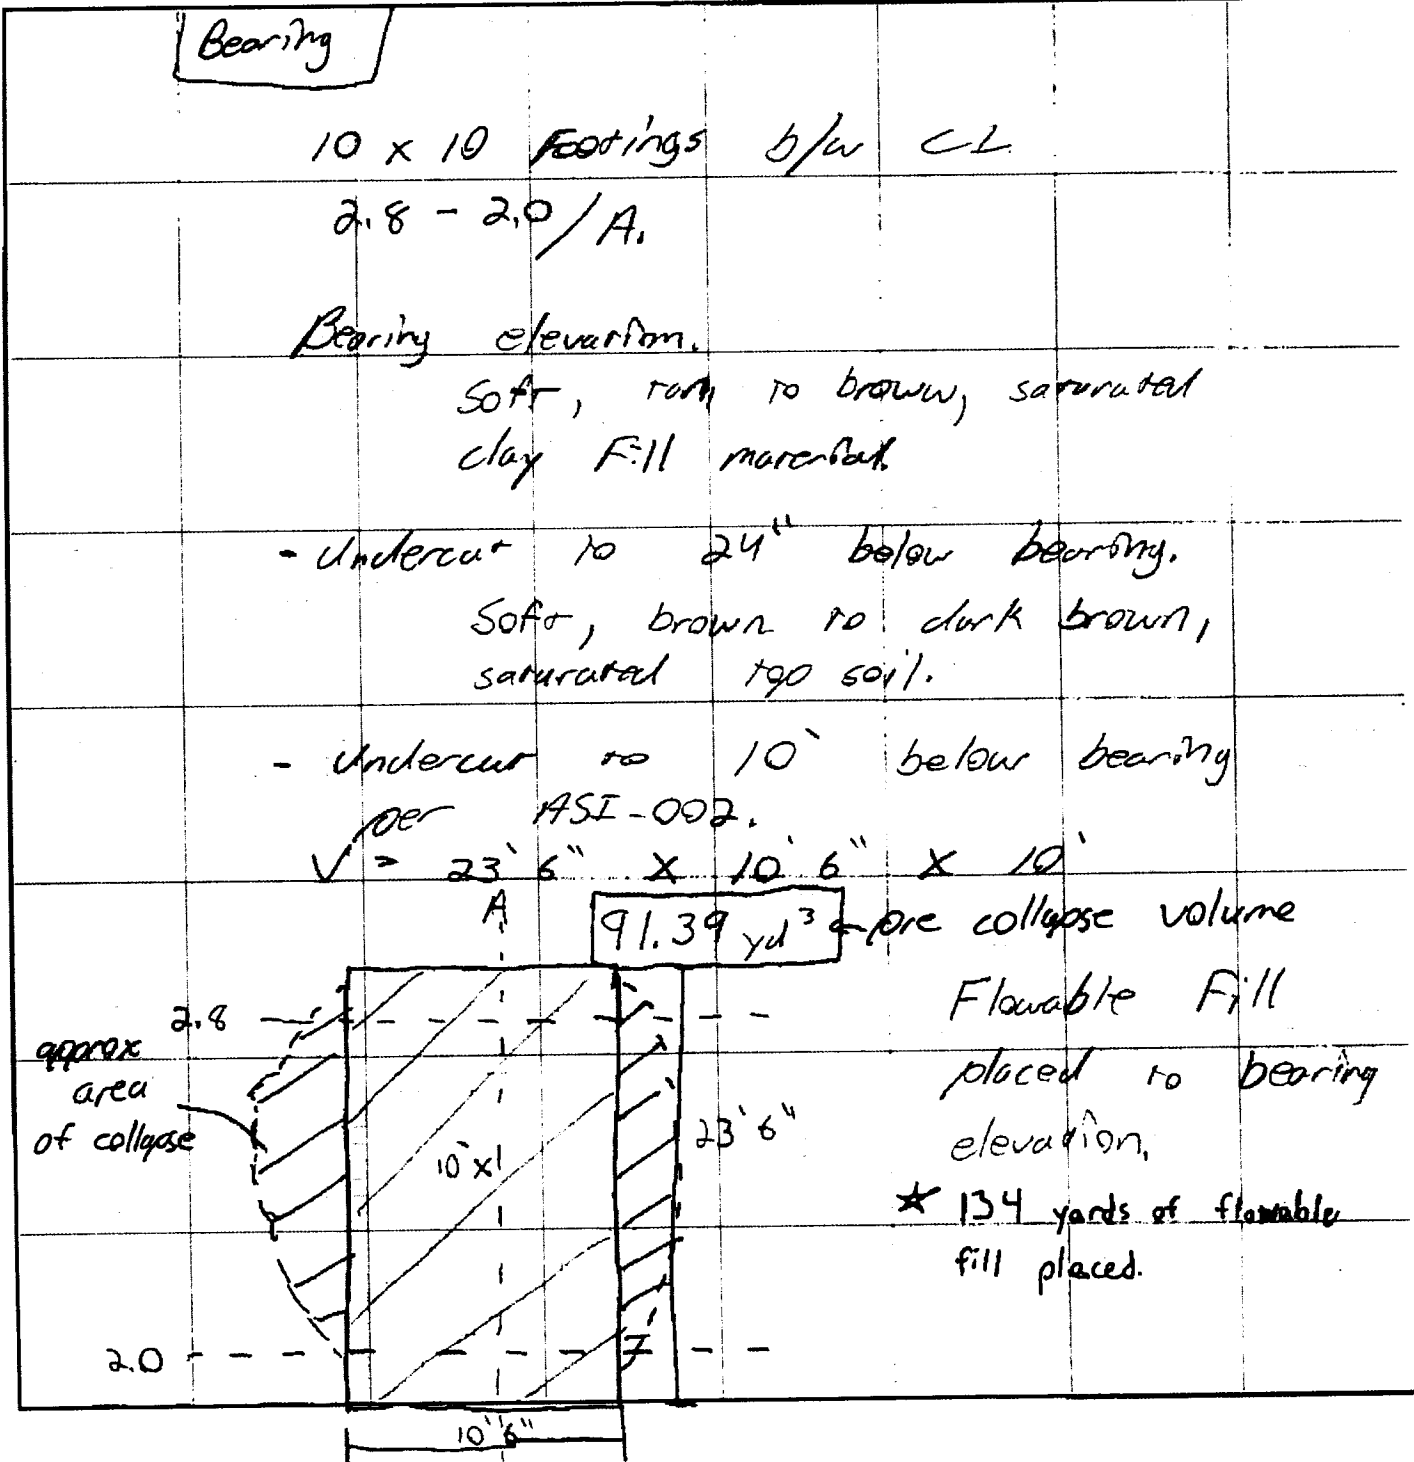 Bearing
10 x 10 Footings b/w CL
2.8 - 2.0/A.
Bearing elevation.
Soft, tan to brown, saturated
clay Fill material.
- Undercut to 24" below bearing.
Soft, brown to dark brown,
saturated top soil.
- Undercut to 10' below bearing
per ASI-002.
V = 23' 6" x 10' 6" x 10'
A
91.39 yd³ ← pre collapse volume
Flowable Fill
placed to bearing
elevation.
* 134 yards of flowable
fill placed.
2.8
approx
area
of collapse
10' x
23' 6"
2.0
10' 6"